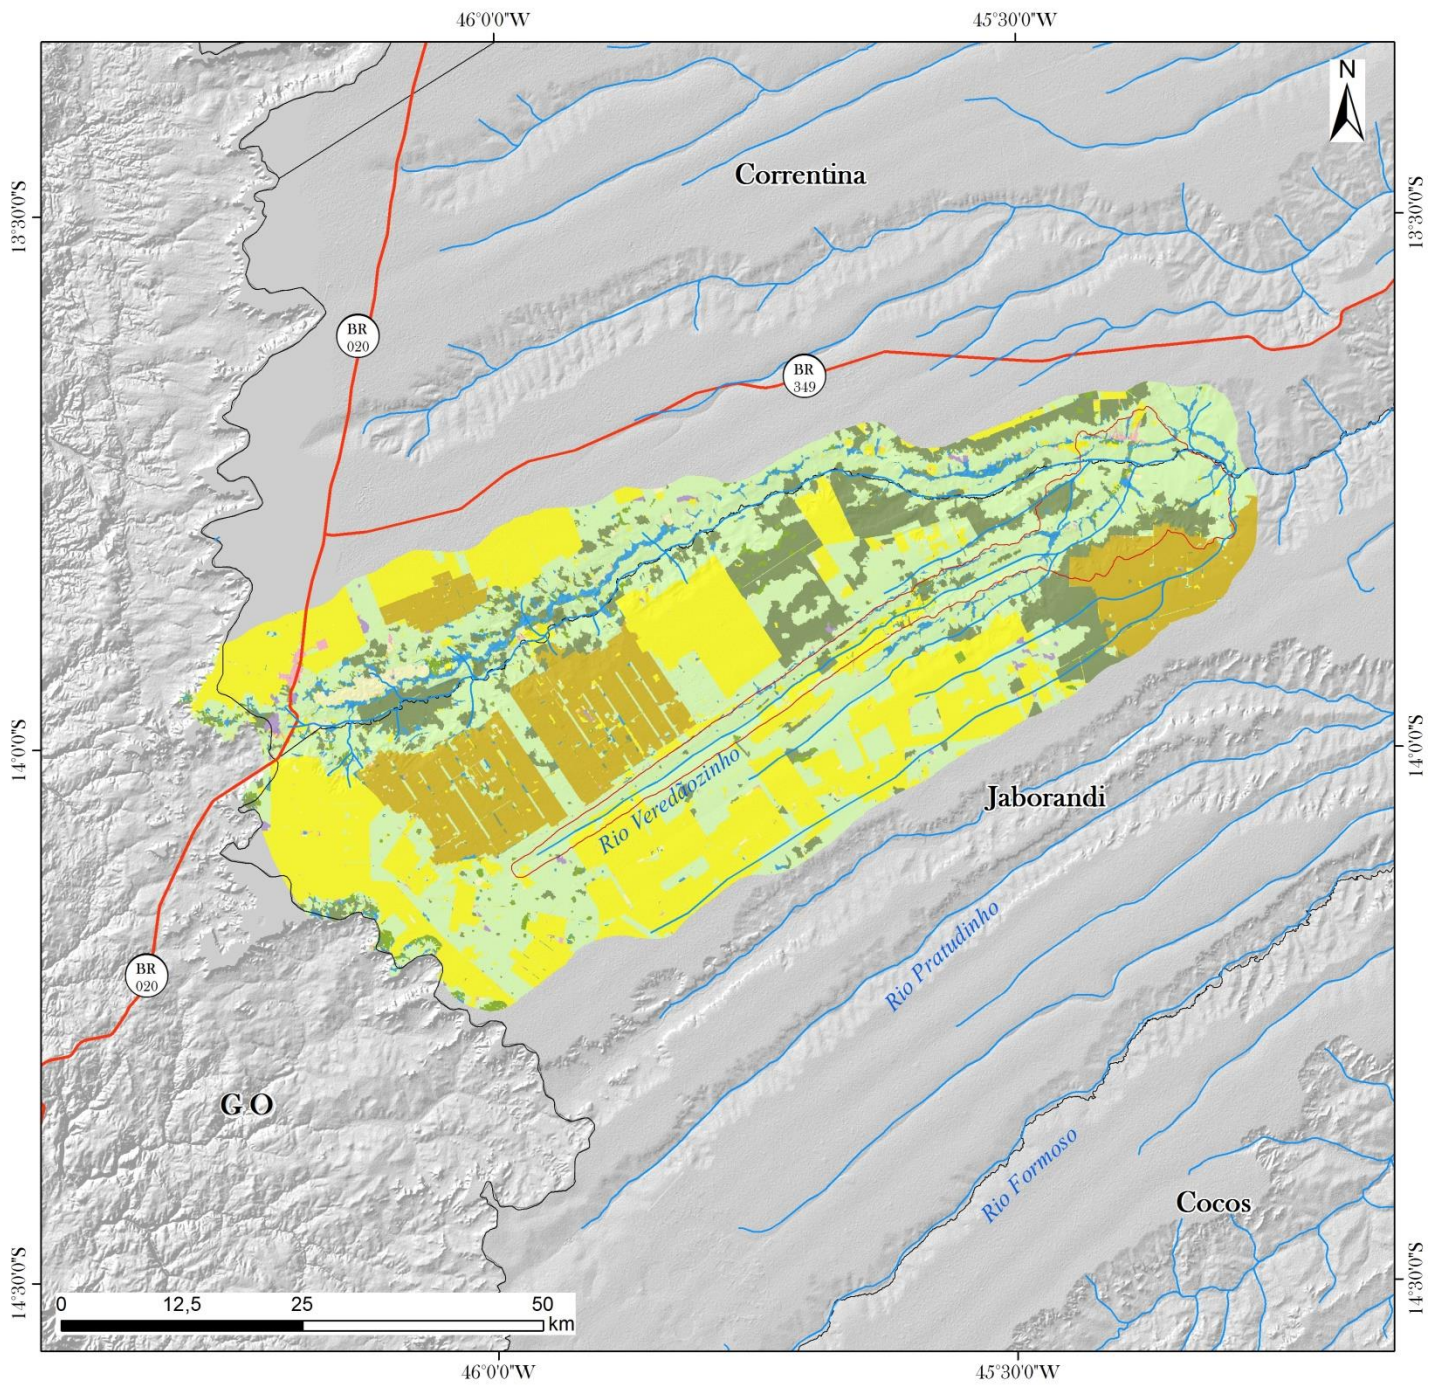 46°0'0"W 45°30'0"W
N
Correntina
13°30'0"S 13°30'0"S
BR
020
BR
349
14°0'0"S 14°0'0"S
Rio Veredãozinho
Jaborandi
Rio Pratudinho
BR
020
G O
Rio Formoso
Cocos
14°30'0"S 14°30'0"S
0 12,5 25 50
km
46°0'0"W 45°30'0"W